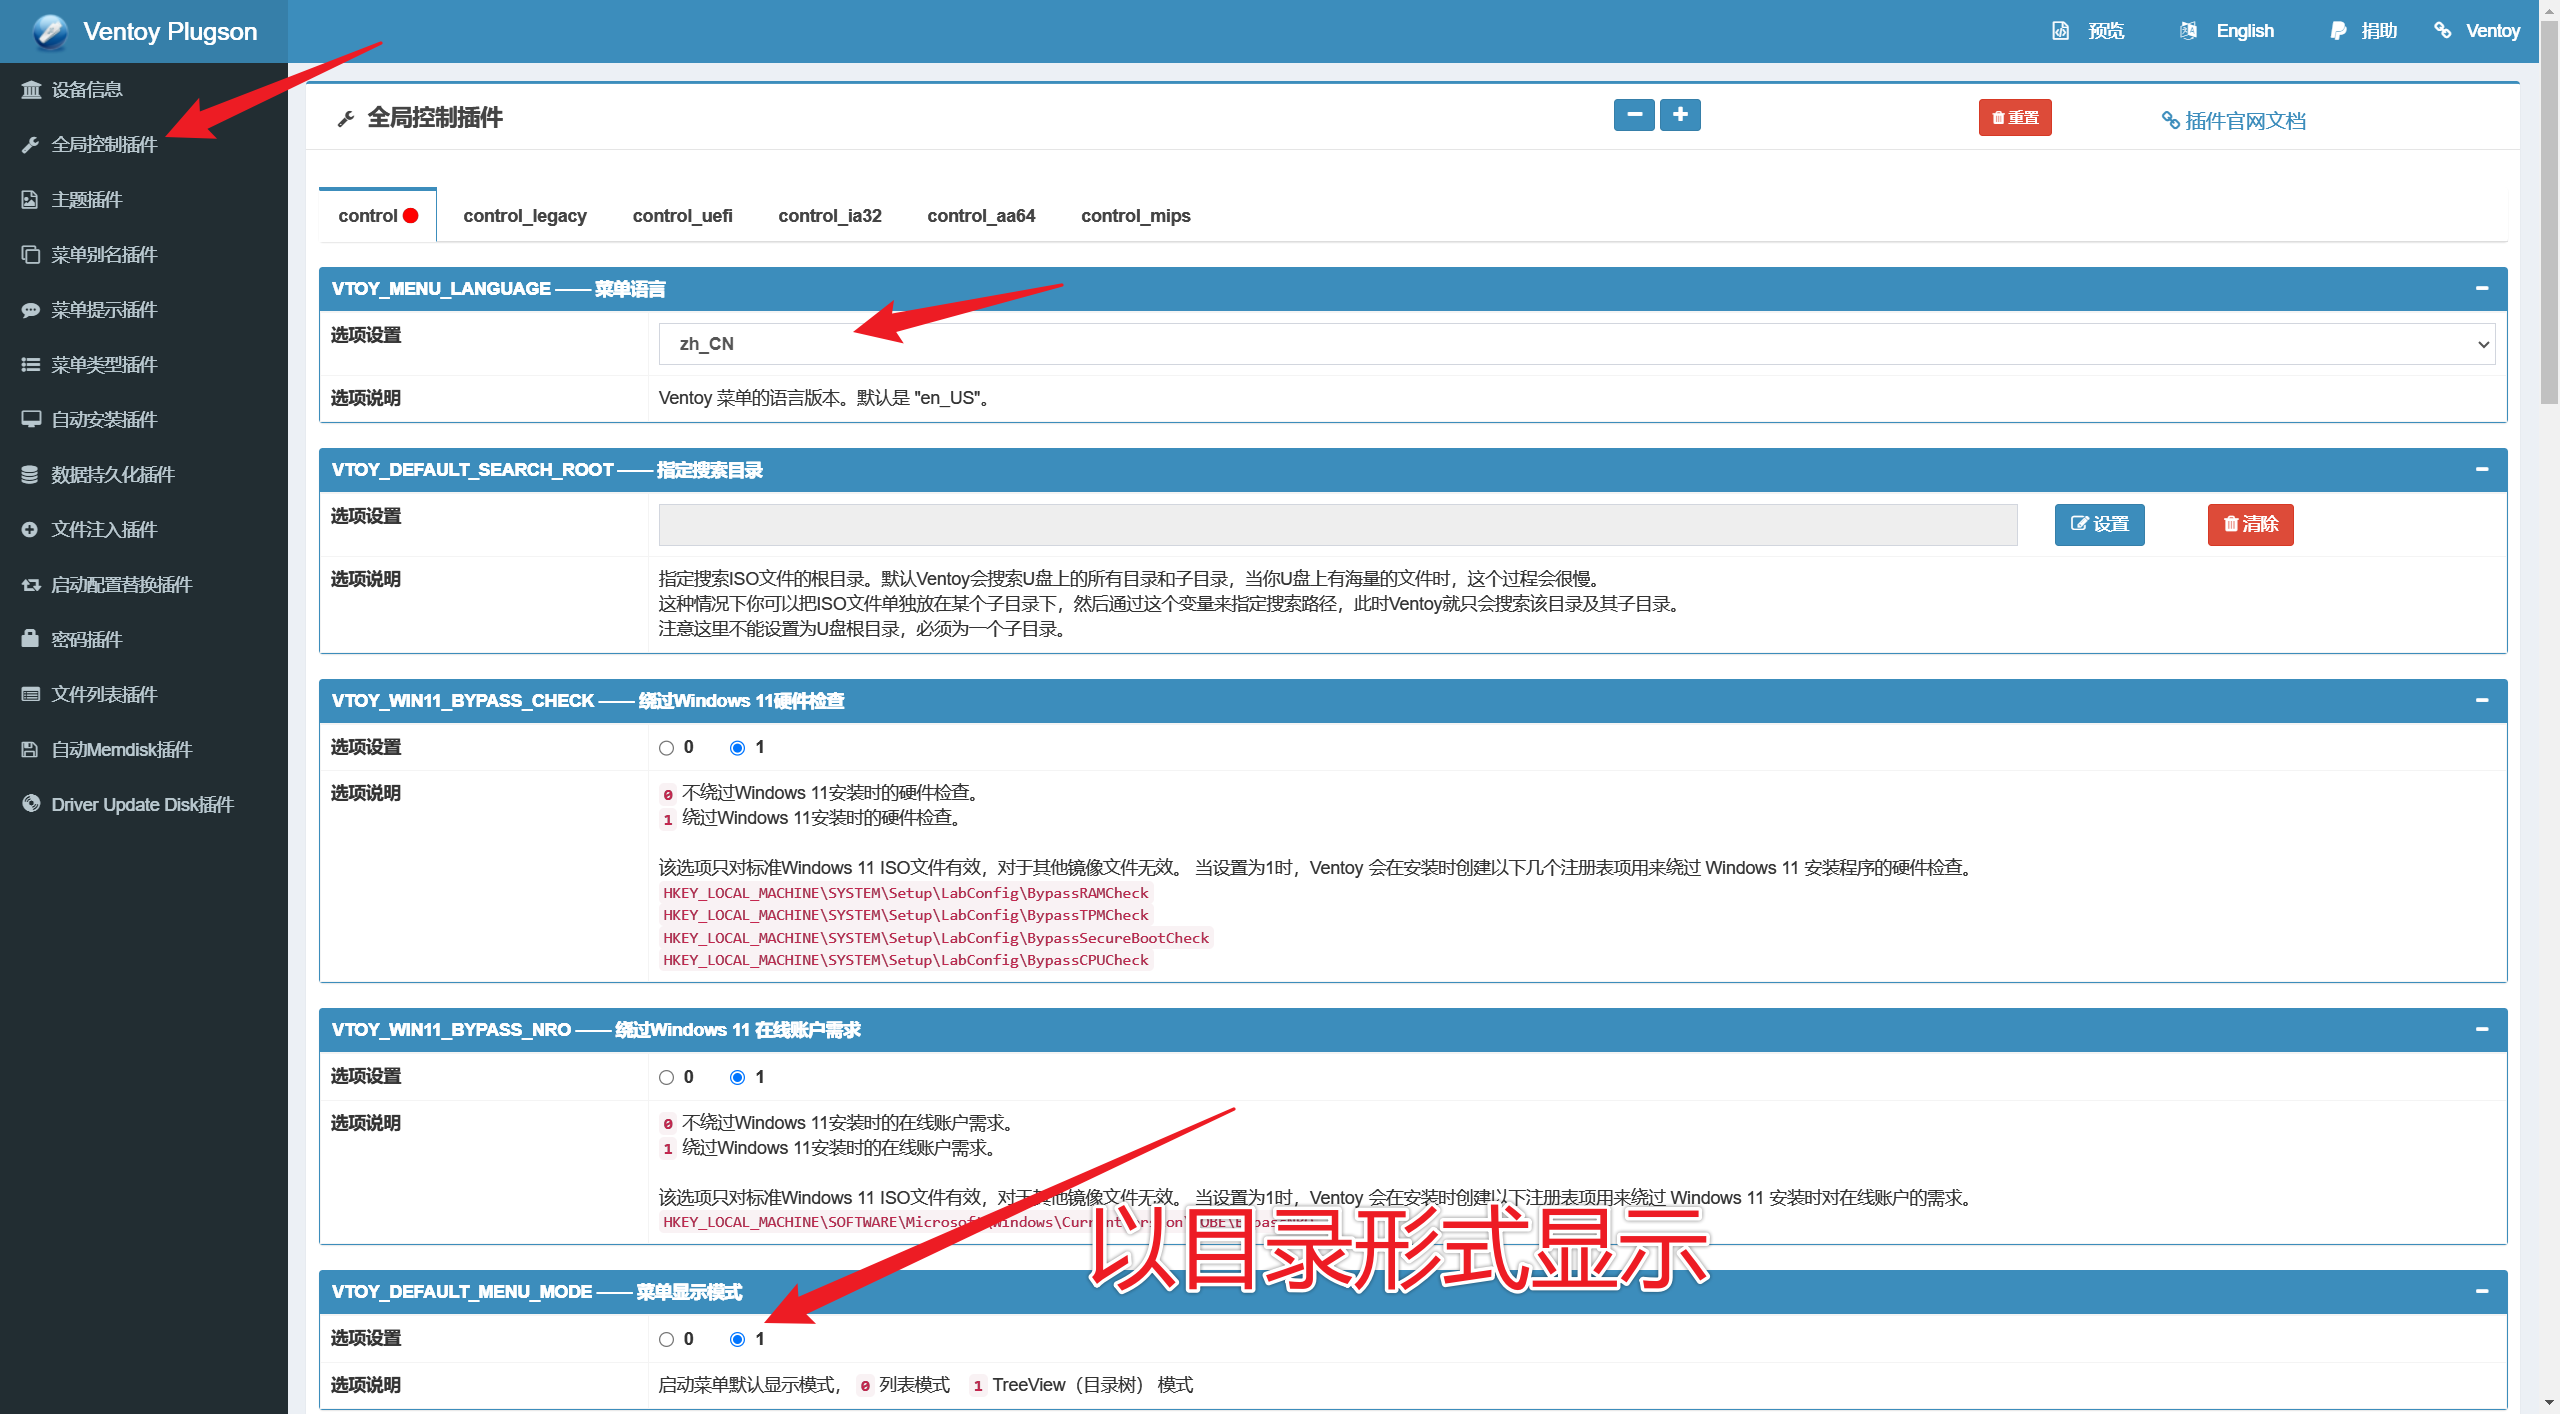 Ventoy Plugson
预览
English
捐助
Ventoy
设备信息
全局控制插件
主题插件
菜单别名插件
菜单提示插件
菜单类型插件
自动安装插件
数据持久化插件
文件注入插件
启动配置替换插件
密码插件
文件列表插件
自动Memdisk插件
Driver Update Disk插件
全局控制插件
重置
插件官网文档
control
control_legacy
control_uefi
control_ia32
control_aa64
control_mips
VTOY_MENU_LANGUAGE —— 菜单语言
选项设置
zh_CN
选项说明
Ventoy 菜单的语言版本。默认是 "en_US"。
VTOY_DEFAULT_SEARCH_ROOT —— 指定搜索目录
选项设置
设置
清除
选项说明
指定搜索ISO文件的根目录。默认Ventoy会搜索U盘上的所有目录和子目录，当你U盘上有海量的文件时，这个过程会很慢。
这种情况下你可以把ISO文件单独放在某个子目录下，然后通过这个变量来指定搜索路径，此时Ventoy就只会搜索该目录及其子目录。
注意这里不能设置为U盘根目录，必须为一个子目录。
VTOY_WIN11_BYPASS_CHECK —— 绕过Windows 11硬件检查
选项设置
0 1
选项说明
0 不绕过Windows 11安装时的硬件检查。
1 绕过Windows 11安装时的硬件检查。
该选项只对标准Windows 11 ISO文件有效，对于其他镜像文件无效。 当设置为1时，Ventoy 会在安装时创建以下几个注册表项用来绕过 Windows 11 安装程序的硬件检查。
HKEY_LOCAL_MACHINE\SYSTEM\Setup\LabConfig\BypassRAMCheck
HKEY_LOCAL_MACHINE\SYSTEM\Setup\LabConfig\BypassTPMCheck
HKEY_LOCAL_MACHINE\SYSTEM\Setup\LabConfig\BypassSecureBootCheck
HKEY_LOCAL_MACHINE\SYSTEM\Setup\LabConfig\BypassCPUCheck
VTOY_WIN11_BYPASS_NRO —— 绕过Windows 11 在线账户需求
选项设置
0 1
选项说明
0 不绕过Windows 11安装时的在线账户需求。
1 绕过Windows 11安装时的在线账户需求。
该选项只对标准Windows 11 ISO文件有效，对于其他镜像文件无效。 当设置为1时，Ventoy 会在安装时创建以下注册表项用来绕过 Windows 11 安装时对在线账户的需求。
HKEY_LOCAL_MACHINE\SOFTWARE\Microsoft\Windows\
以目录形式显示
VTOY_DEFAULT_MENU_MODE —— 菜单显示模式
选项设置
0 1
选项说明
启动菜单默认显示模式， 0 列表模式 1 TreeView（目录树） 模式